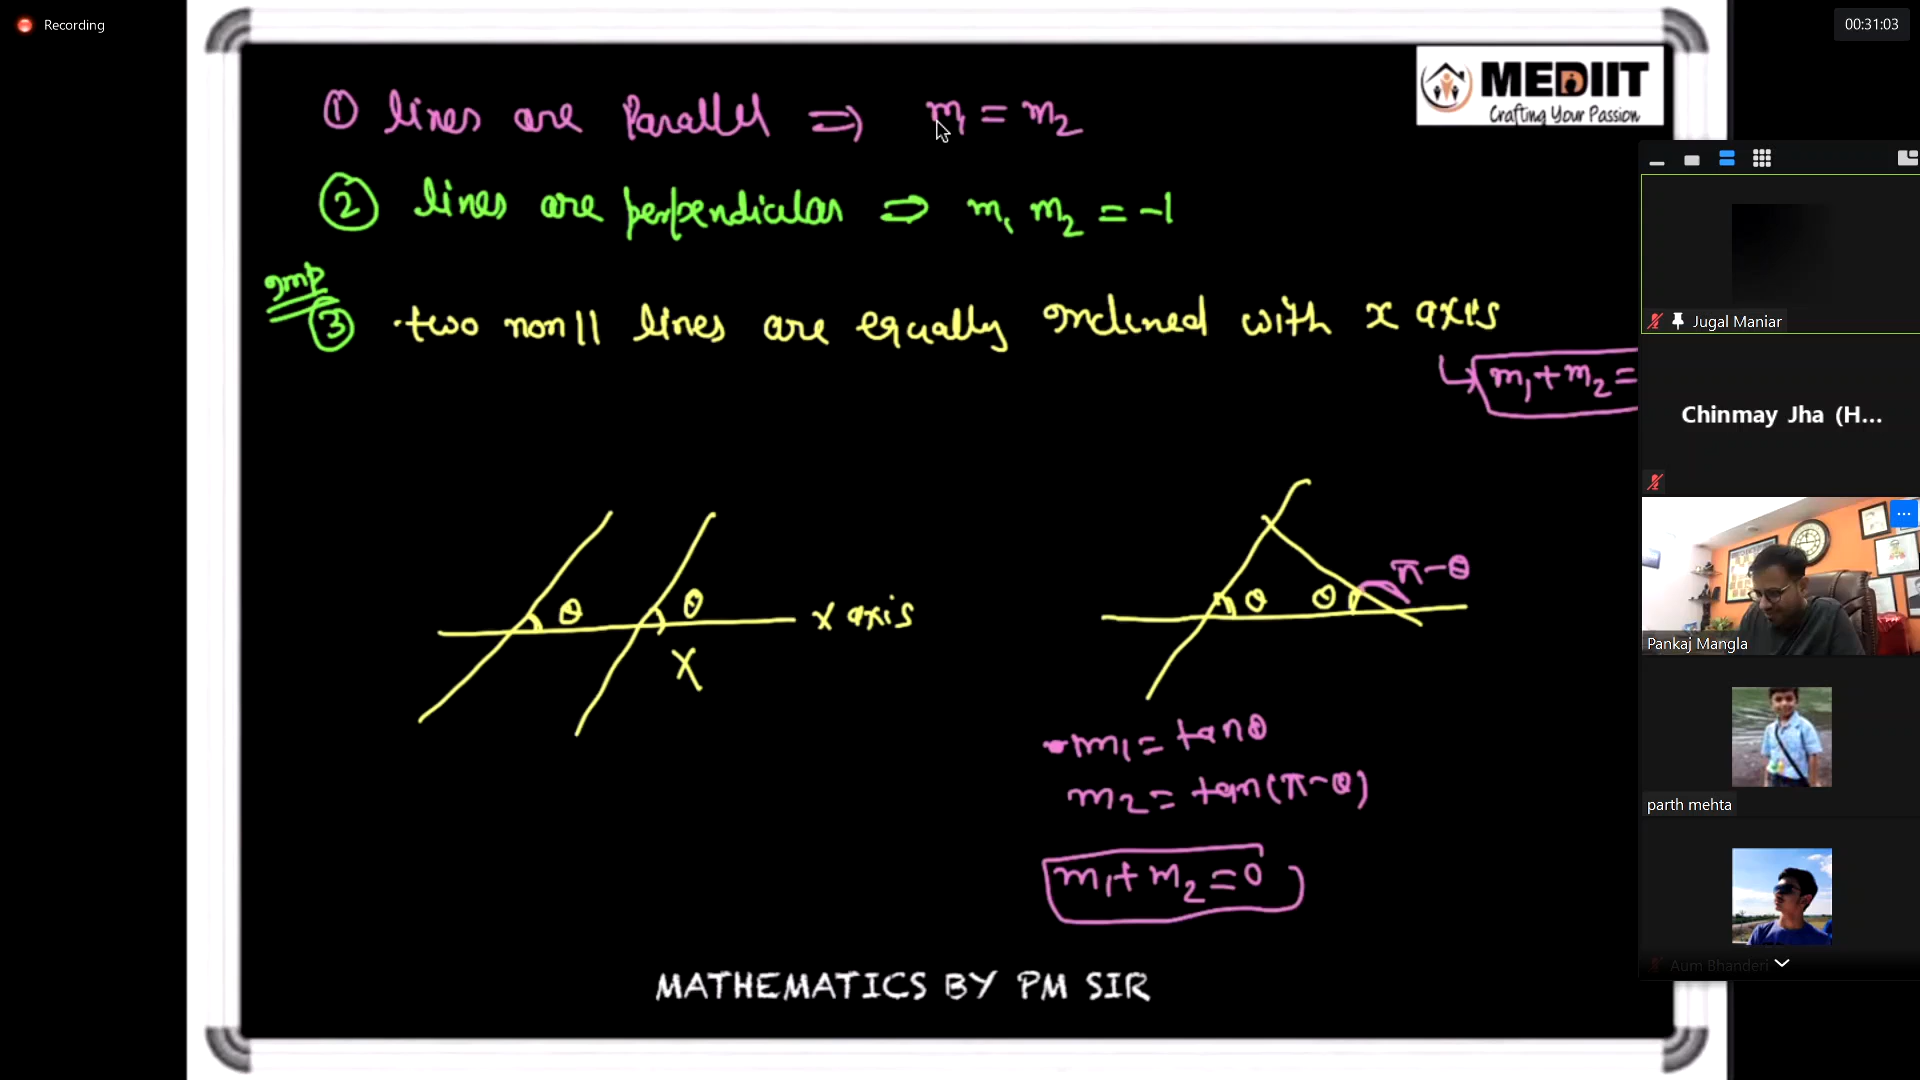 Recording
00:31:03
MEDIIT
Crafting Your Passion
① lines are Parallel ⇒ m₁ = m₂
② lines are perpendicular ⇒ m₁ m₂ = -1
Imp
③ two non || lines are equally inclined with x axis
↳ m₁+m₂=
θ θ x axis
X
θ θ π-θ
m₁ = tanθ
m₂ = tan(π-θ)
m₁+m₂=0
MATHEMATICS BY PM SIR
Jugal Maniar
Chinmay Jha (H...
Pankaj Mangla
parth mehta
Aum Bhanderi